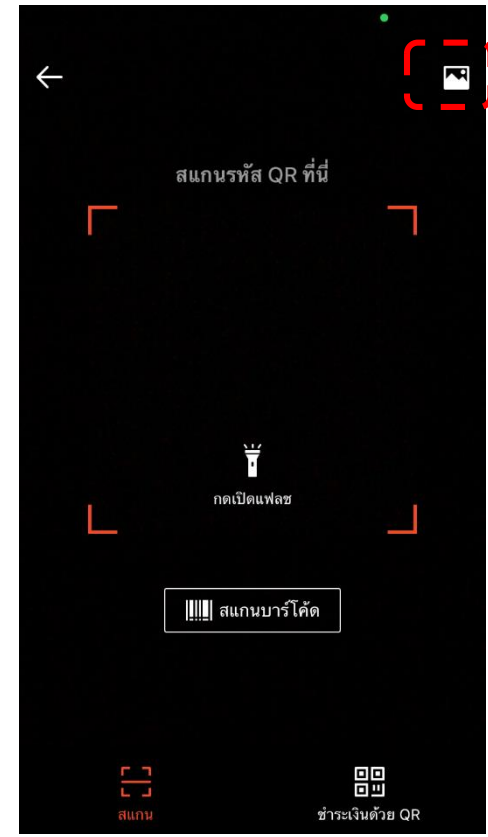 สแกนรหัส QR ที่นี่
กดเปิดแฟลช
สแกนบาร์โค้ด
สแกน
ชำระเงินด้วย QR